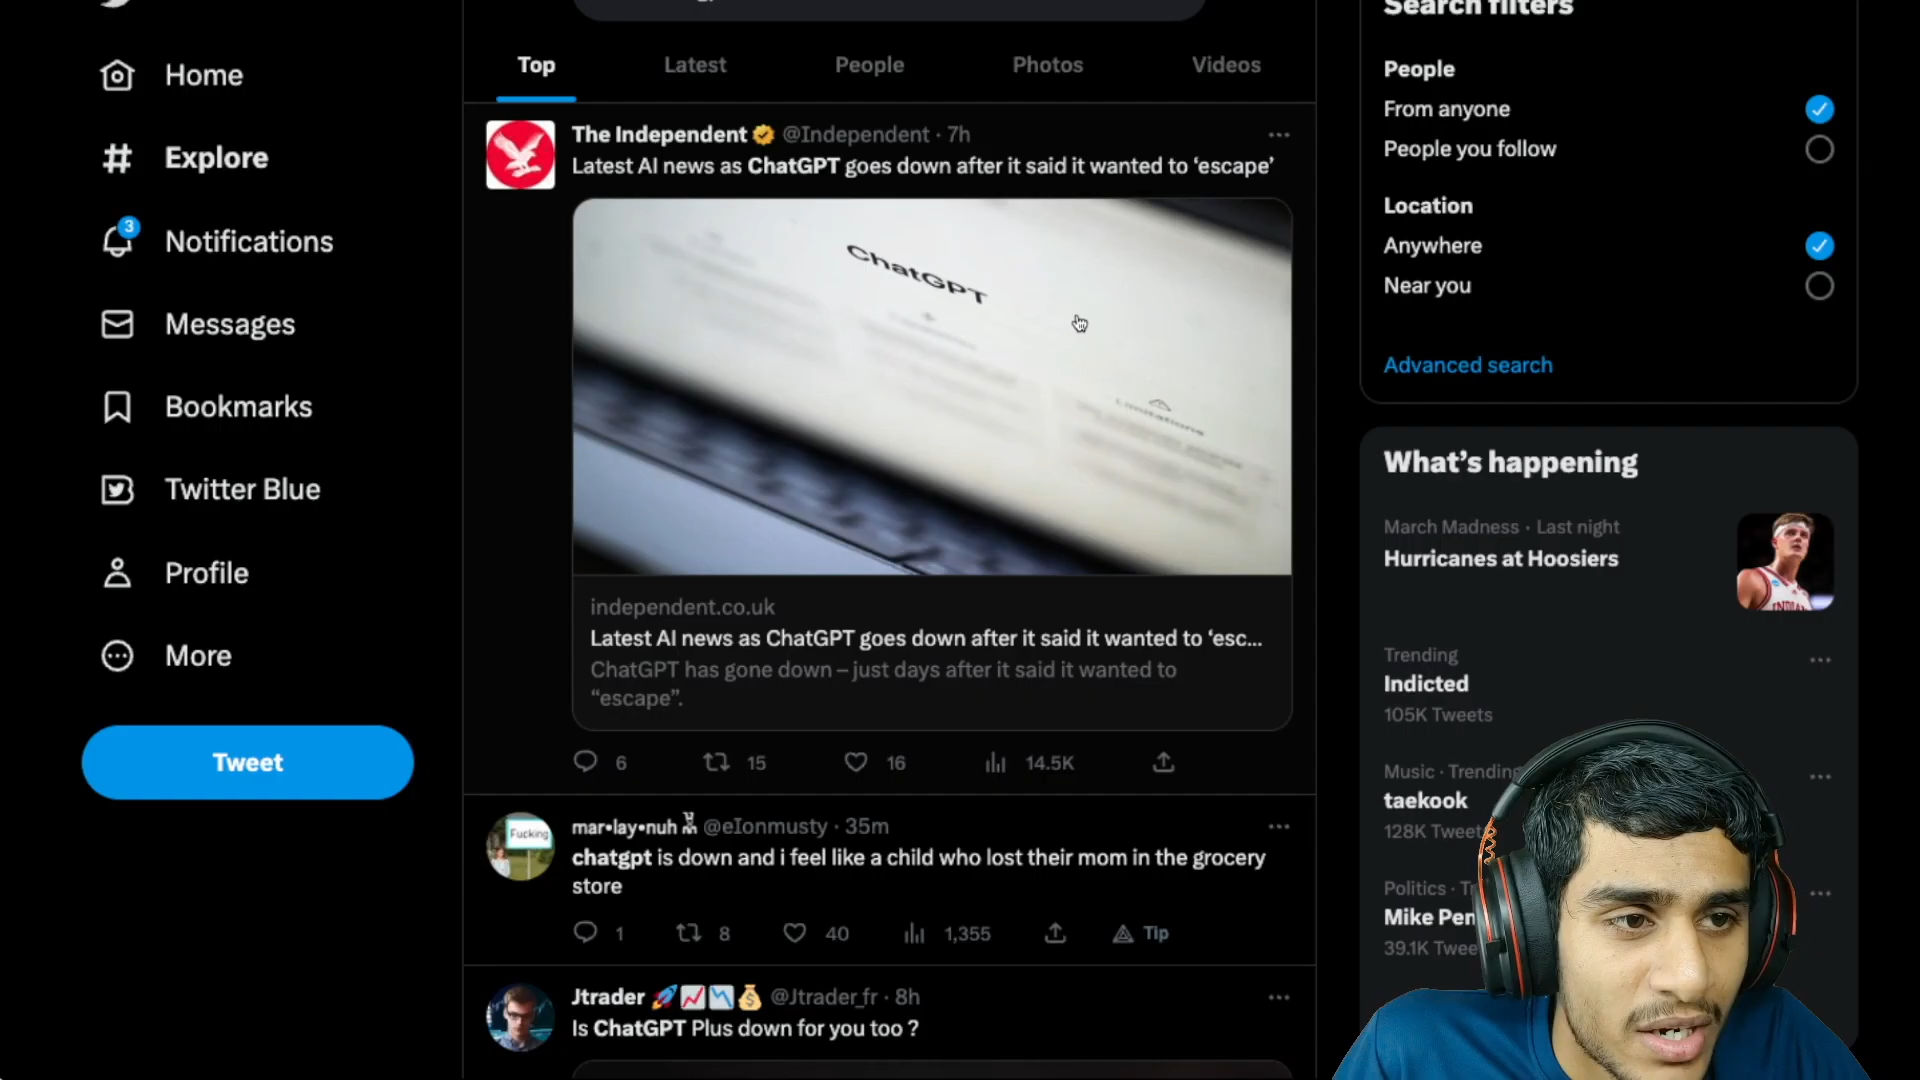 Home
Explore
3
Notifications
Messages
Bookmarks
Twitter Blue
Profile
More
Tweet
Top
Latest
People
Photos
Videos
The Independent @Independent · 7h
Latest AI news as ChatGPT goes down after it said it wanted to ‘escape’
ChatGPT
Limitations
independent.co.uk
Latest AI news as ChatGPT goes down after it said it wanted to ‘esc...
ChatGPT has gone down – just days after it said it wanted to
“escape”.
6
15
16
14.5K
Fucking
mar•lay•nuh @eIonmusty · 35m
chatgpt is down and i feel like a child who lost their mom in the grocery
store
1
8
40
1,355
Tip
Jtrader @Jtrader_fr · 8h
Is ChatGPT Plus down for you too ?
Search filters
People
From anyone
People you follow
Location
Anywhere
Near you
Advanced search
What’s happening
March Madness · Last night
Hurricanes at Hoosiers
Trending
Indicted
105K Tweets
Music · Trending
taekook
128K Tweets
Politics ·
Mike Pen
39.1K Twee